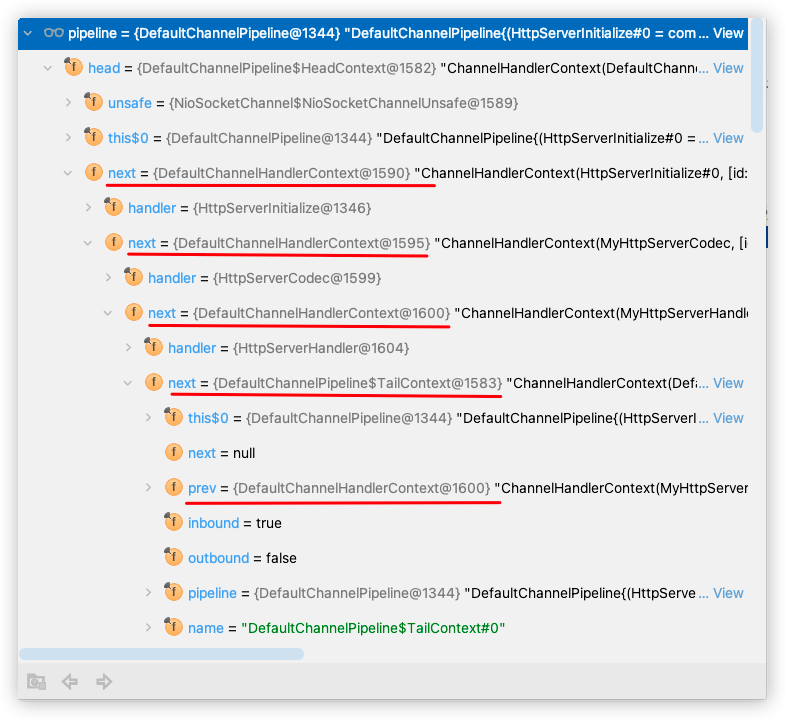 pipeline = {DefaultChannelPipeline@1344} "DefaultChannelPipeline{(HttpServerInitialize#0 = com ... View
head = {DefaultChannelPipeline$HeadContext@1582} "ChannelHandlerContext(DefaultChann... View
unsafe = {NioSocketChannel$NioSocketChannelUnsafe@1589}
this$0 = {DefaultChannelPipeline@1344} "DefaultChannelPipeline{(HttpServerInitialize#0 = ... View
next = {DefaultChannelHandlerContext@1590} "ChannelHandlerContext(HttpServerInitialize#0, [id:
handler = {HttpServerInitialize@1346}
next = {DefaultChannelHandlerContext@1595} "ChannelHandlerContext(MyHttpServerCodec, [i
handler = {HttpServerCodec@1599}
next = {DefaultChannelHandlerContext@1600} "ChannelHandlerContext(MyHttpServerHandle
handler = {HttpServerHandler@1604}
next = {DefaultChannelPipeline$TailContext@1583} "ChannelHandlerContext(Defa... View
this$0 = {DefaultChannelPipeline@1344} "DefaultChannelPipeline{(HttpServerI... View
next = null
prev = {DefaultChannelHandlerContext@1600} "ChannelHandlerContext(MyHttpServer
inbound = true
outbound = false
pipeline = {DefaultChannelPipeline@1344} "DefaultChannelPipeline{(HttpServe... View
name = "DefaultChannelPipeline$TailContext#0"